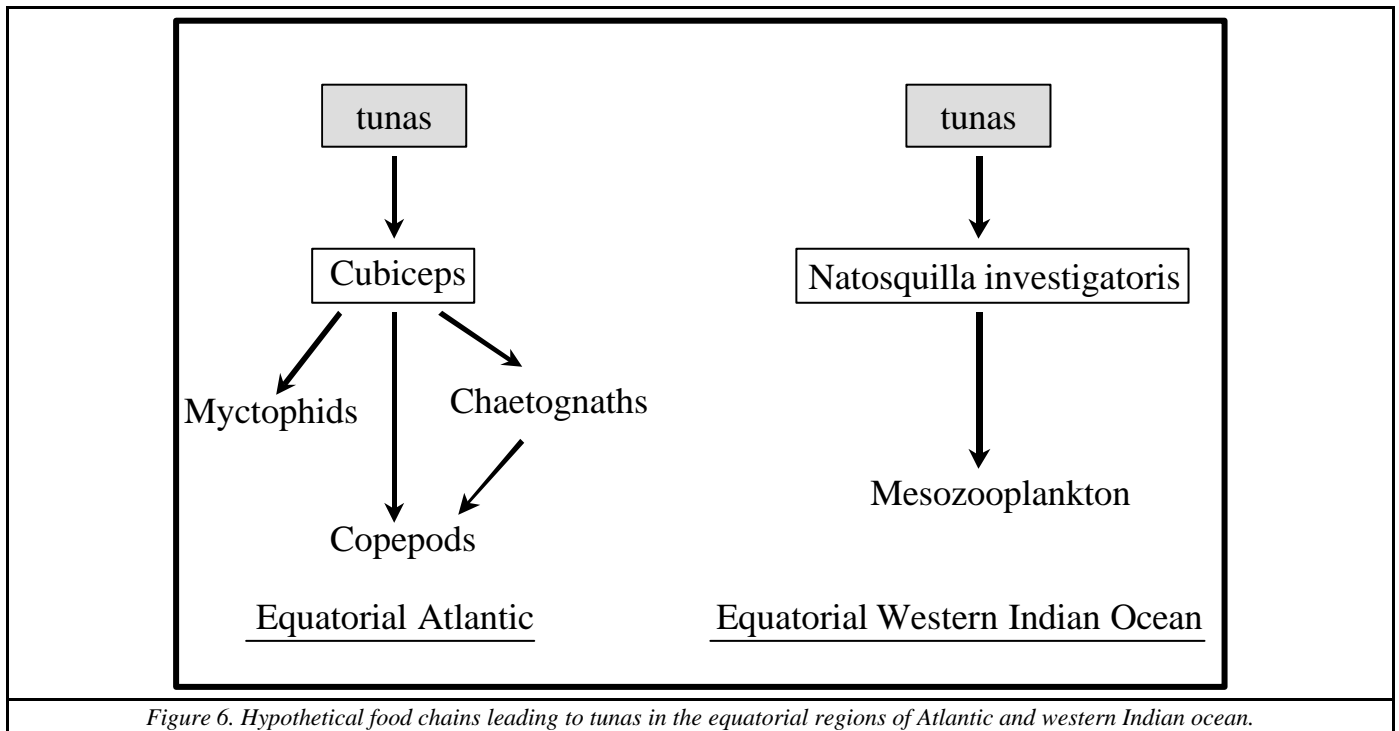 tunas
Cubiceps
Myctophids
Chaetognaths
Copepods
Equatorial Atlantic
tunas
Natosquilla investigatoris
Mesozooplankton
Equatorial Western Indian Ocean
Figure 6. Hypothetical food chains leading to tunas in the equatorial regions of Atlantic and western Indian ocean.